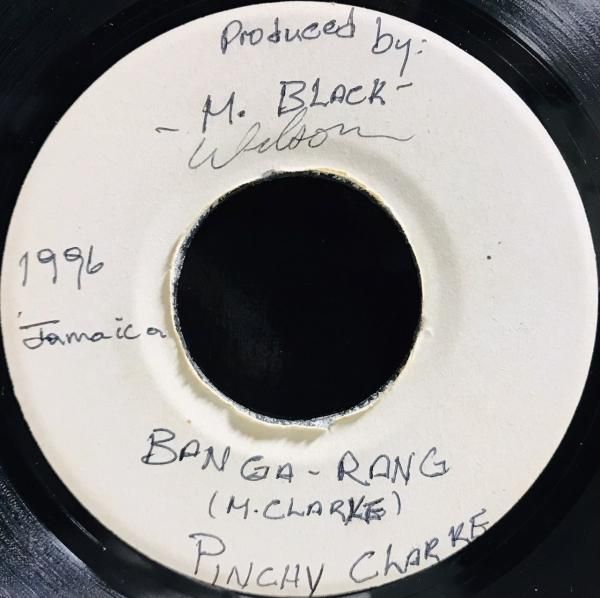 Produced by:
- M. BLACK -
Wilson
1996
Jamaica
BANGA-RANG
(M. CLARKE)
PINCHY CLARKE